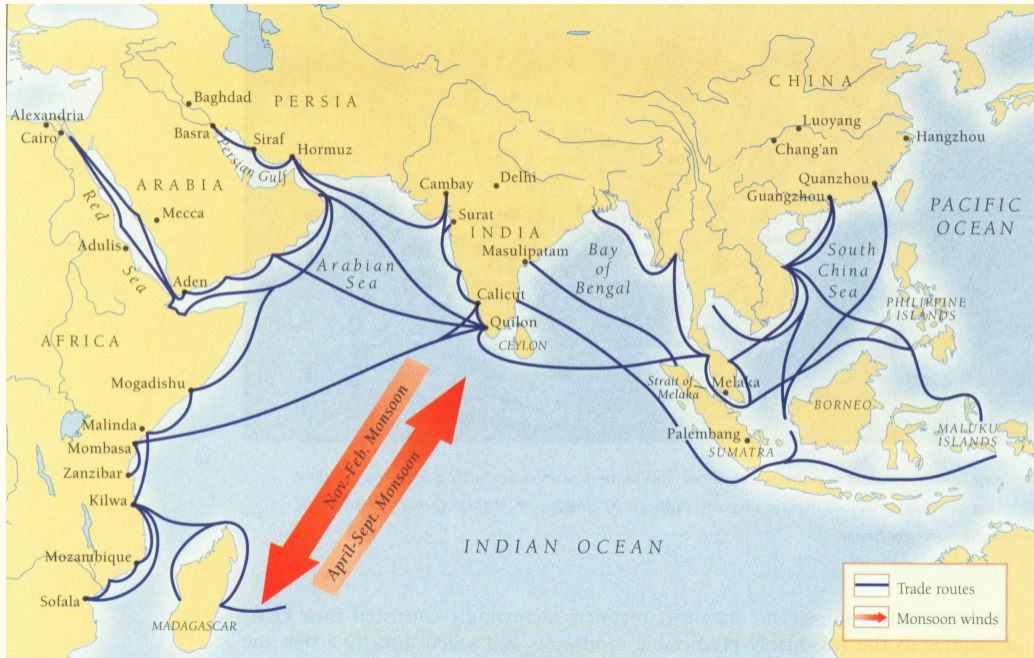 CHINA
Baghdad
PERSIA
Alexandria
Cairo
Basra
Siraf
Hormuz
Persian Gulf
Luoyang
Chang'an
Hangzhou
ARABIA
Red
Sea
Mecca
Adulis
Aden
Arabian
Sea
Cambay
Delhi
Surat
INDIA
Masulipatam
Bay
of
Bengal
Quanzhou
Guangzhou
PACIFIC
OCEAN
South
China
Sea
PHILIPPINE
ISLANDS
Calicut
Quilon
CEYLON
AFRICA
Mogadishu
Malinda
Mombasa
Zanzibar
Kilwa
Mozambique
Sofala
MADAGASCAR
Nov.-Feb. Monsoon
April-Sept. Monsoon
Strait of
Melaka
Melaka
Palembang
SUMATRA
BORNEO
MALUKU
ISLANDS
INDIAN OCEAN
Trade routes
Monsoon winds